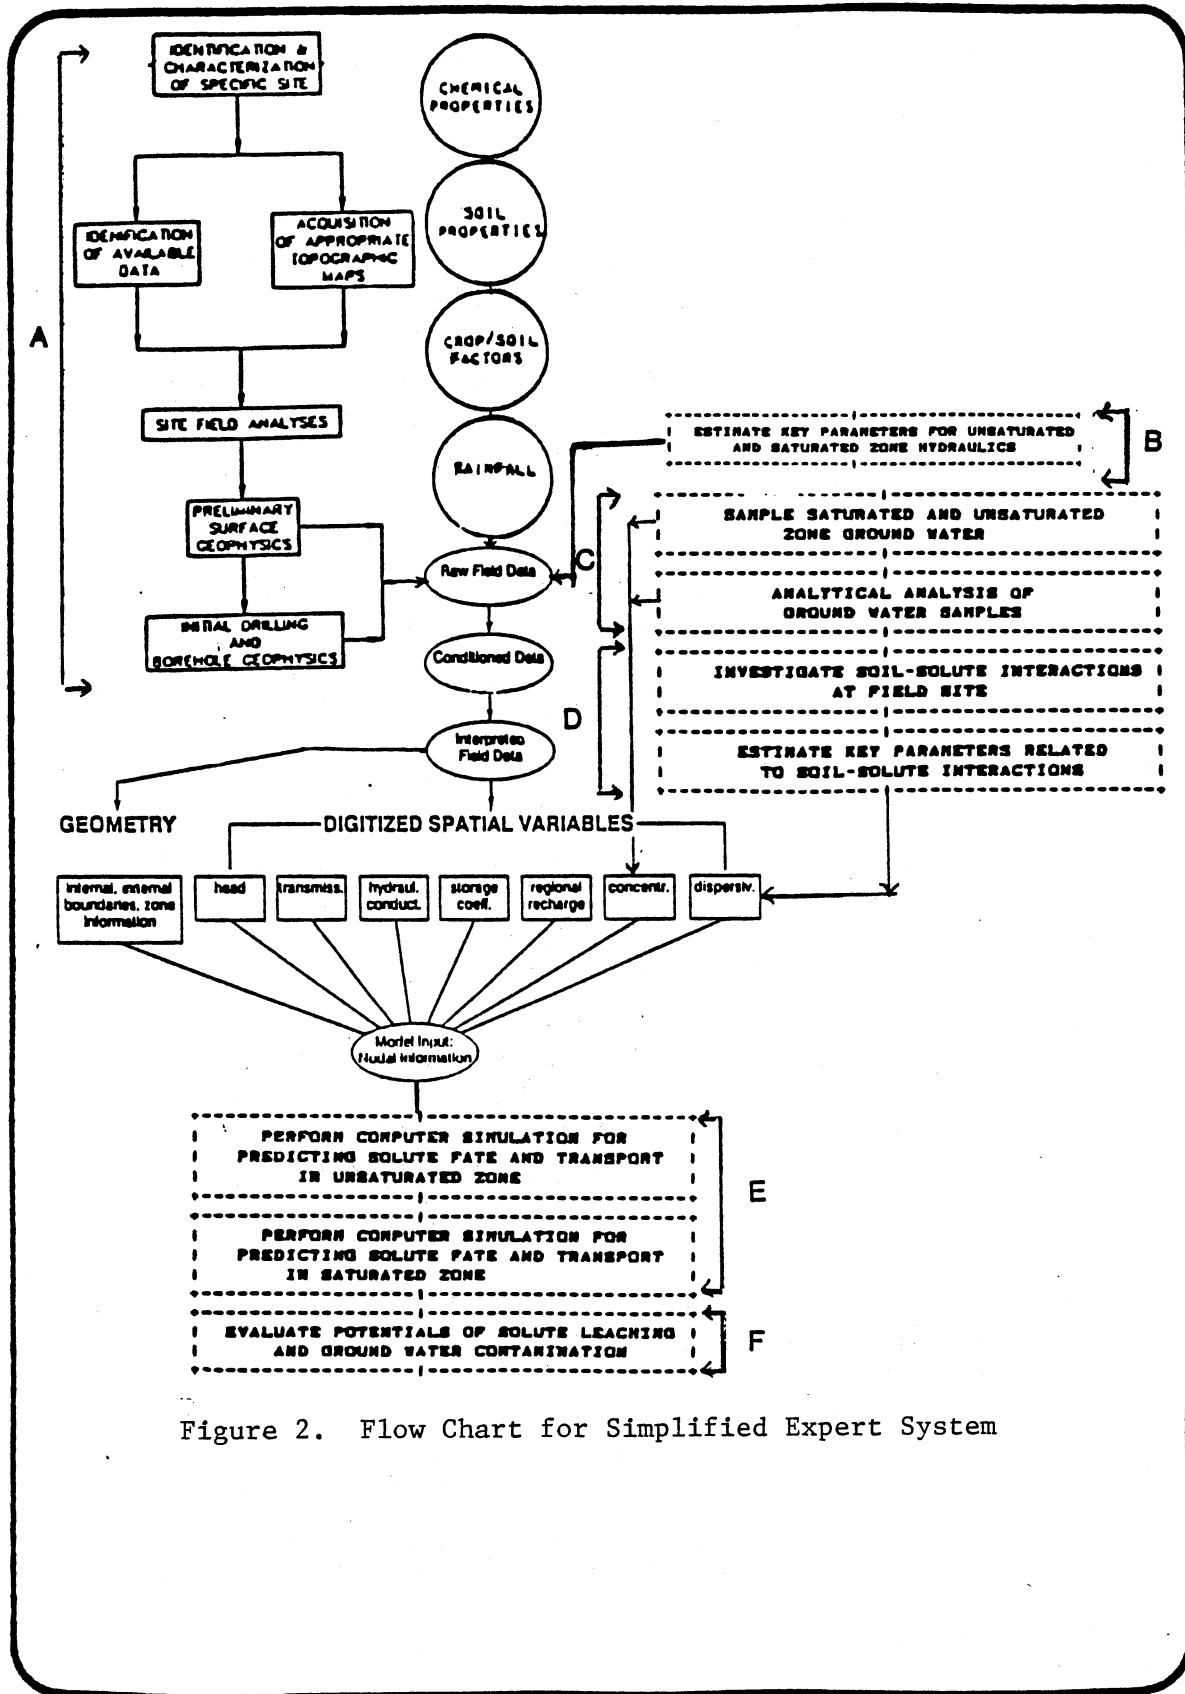 IDENTIFICATION &
CHARACTERIZATION
OF SPECIFIC SITE
IDENIFICATION
OF AVAILABLE
DATA
ACQUISITION
OF APPROPRIATE
TOPOGRAPHIC
MAPS
A
SITE FIELD ANALYSES
PRELIMINARY
SURFACE
GEOPHYSICS
INITIAL DRILLING
AND
BOREHOLE GEOPHYSICS
CHEMICAL
PROPERTIES
SOIL
PROPERTIES
CROP/SOIL
FACTORS
RAINFALL
Raw Field Data
Conditioned Data
Interpreted
Field Data
ESTIMATE KEY PARAMETERS FOR UNSATURATED
AND SATURATED ZONE HYDRAULICS
B
C
SAMPLE SATURATED AND UNSATURATED
ZONE GROUND WATER
ANALYTICAL ANALYSIS OF
GROUND WATER SAMPLES
D
INVESTIGATE SOIL-SOLUTE INTERACTIONS
AT FIELD SITE
ESTIMATE KEY PARAMETERS RELATED
TO SOIL-SOLUTE INTERACTIONS
GEOMETRY
DIGITIZED SPATIAL VARIABLES
internal, external
boundaries, zone
information
head
transmiss.
hydraul.
conduct.
storage
coeff.
regional
recharge
concentr.
dispersiv.
Model Input:
Nodal Information
PERFORM COMPUTER SIMULATION FOR
PREDICTING SOLUTE FATE AND TRANSPORT
IN UNSATURATED ZONE
PERFORM COMPUTER SIMULATION FOR
PREDICTING SOLUTE FATE AND TRANSPORT
IN SATURATED ZONE
E
EVALUATE POTENTIALS OF SOLUTE LEACHING
AND GROUND WATER CONTAMINATION
F
Figure 2. Flow Chart for Simplified Expert System